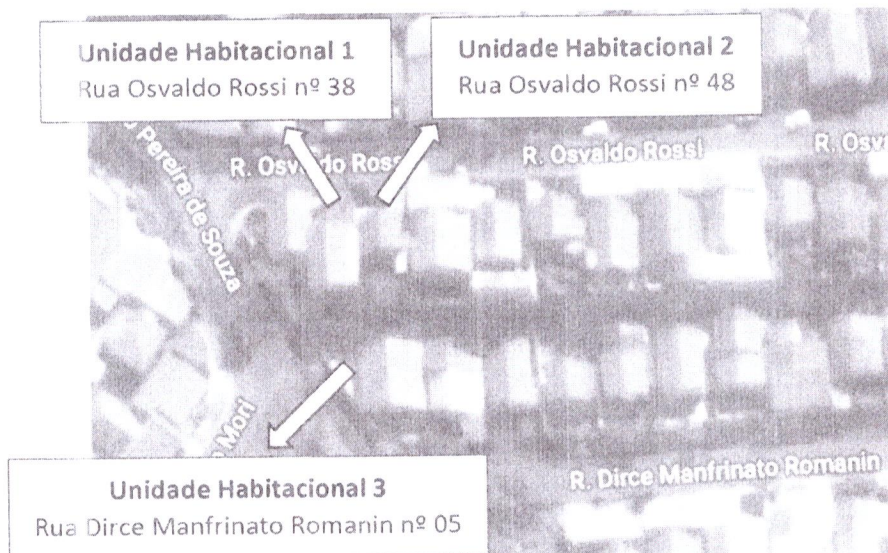 Unidade Habitacional 1
Rua Osvaldo Rossi nº 38
Unidade Habitacional 2
Rua Osvaldo Rossi nº 48
Pereira de Souza
R. Osvaldo Rossi
R. Osvaldo Rossi
R. Osva
Mori
R. Dirce Manfrinato Romanin
Unidade Habitacional 3
Rua Dirce Manfrinato Romanin nº 05